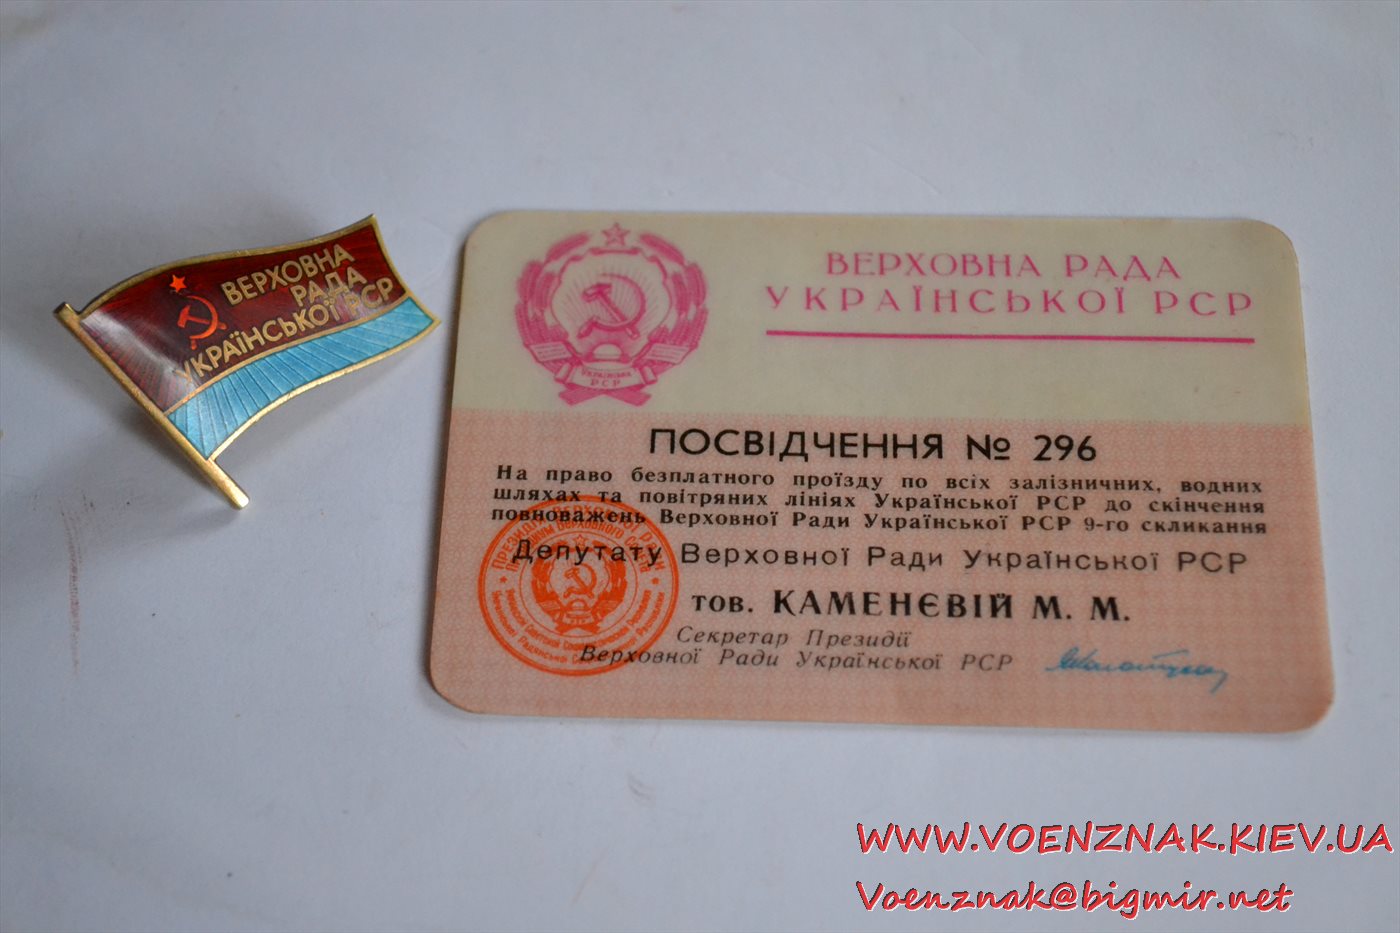 ВЕРХОВНА
РАДА
УКРАЇНСЬКОЇ РСР
ВЕРХОВНА РАДА
УКРАЇНСЬКОЇ РСР
УКРАЇНСЬКА
РСР
ПОСВІДЧЕННЯ № 296
На право безплатного проїзду по всіх залізничних, водних
шляхах та повітряних лініях Української РСР до скінчення
повноважень Верховної Ради Української РСР 9-го скликання
Депутату Верховної Ради Української РСР
тов. КАМЕНЄВІЙ М. М.
Секретар Президії
Верховної Ради Української РСР
WWW.VOENZNAK.KIEV.UA
Voenznak@bigmir.net